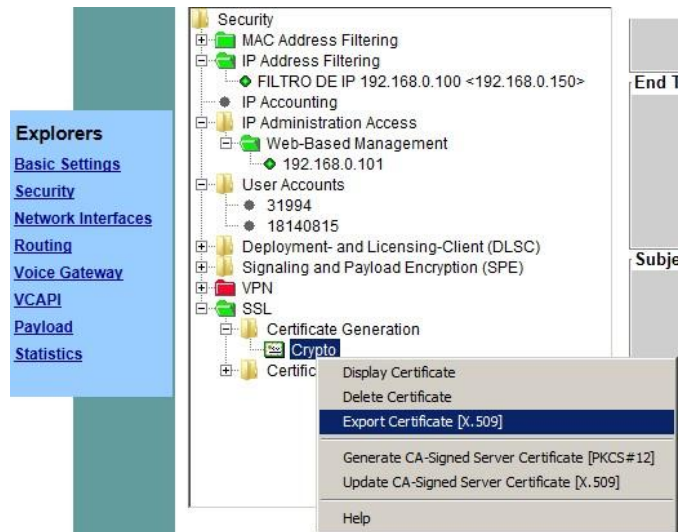 Explorers
Basic Settings
Security
Network Interfaces
Routing
Voice Gateway
VCAPI
Payload
Statistics
Security
MAC Address Filtering
IP Address Filtering
FILTRO DE IP 192.168.0.100 <192.168.0.150>
IP Accounting
IP Administration Access
Web-Based Management
192.168.0.101
User Accounts
31994
18140815
Deployment- and Licensing-Client (DLSC)
Signaling and Payload Encryption (SPE)
VPN
SSL
Certificate Generation
Crypto
Certific
Display Certificate
Delete Certificate
Export Certificate [X.509]
Generate CA-Signed Server Certificate [PKCS#12]
Update CA-Signed Server Certificate [X.509]
Help
End T
Subje